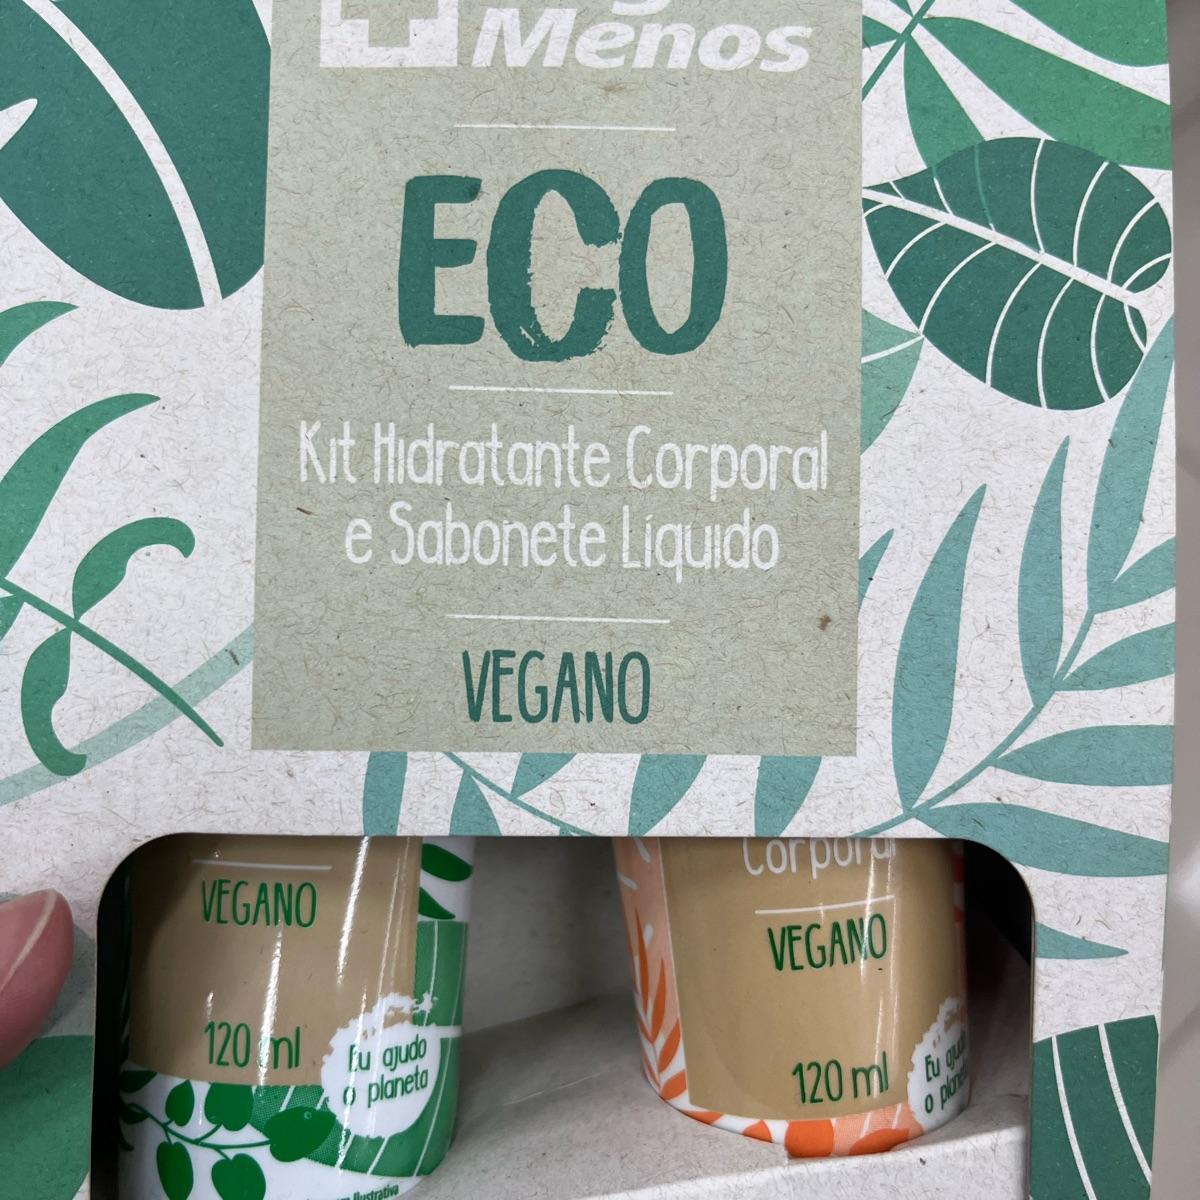 Menos
ECO
Kit Hidratante Corporal
e Sabonete Líquido
VEGANO
VEGANO
120 ml
Eu ajudo
o planeta
Corporal
VEGANO
120 ml
Eu
o